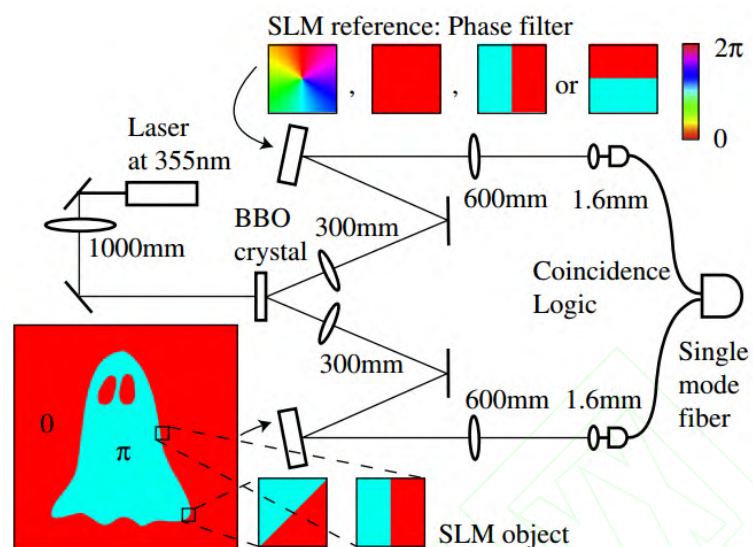 SLM reference: Phase filter
, , or
2π
0
Laser
at 355nm
1000mm
BBO
crystal
300mm
600mm
1.6mm
Coincidence
Logic
300mm
600mm
1.6mm
Single
mode
fiber
0
π
SLM object